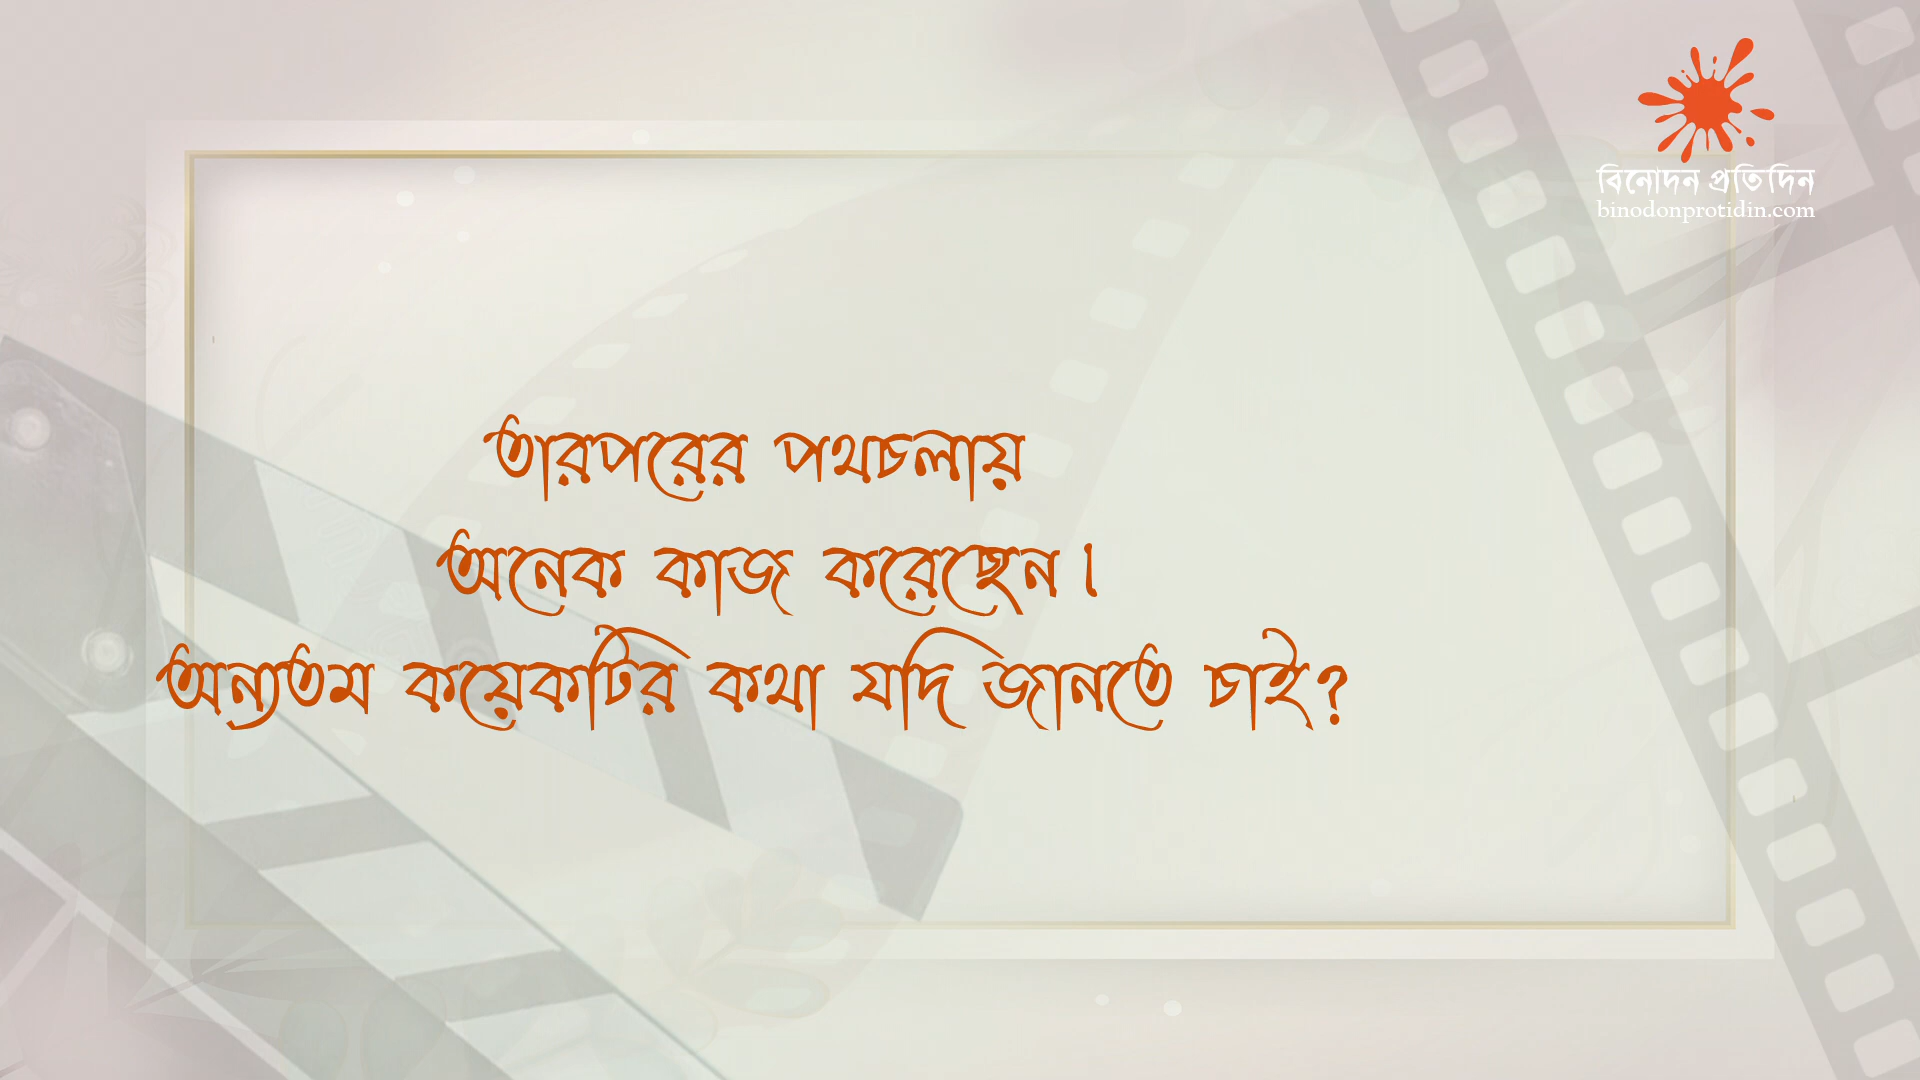 বিনোদন প্রতিদিন
binodonprotidin.com
তারপরের পথচলায়
অনেক কাজ করেছেন।
অন্যতম কয়েকটির কথা যদি জানতে চাই?